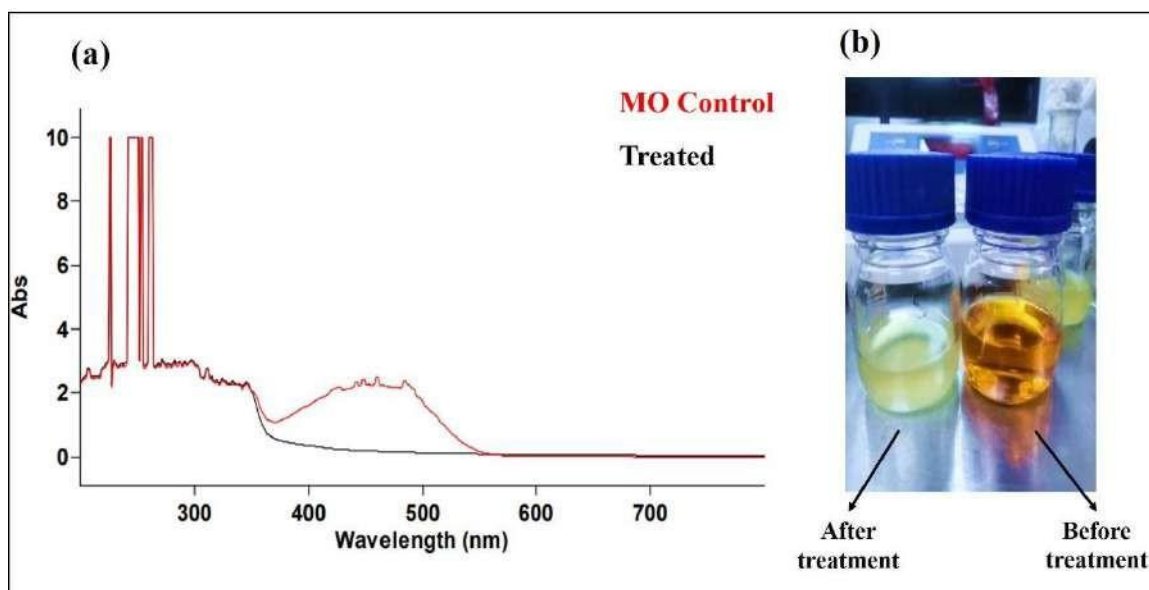 (a)
MO Control
Treated
10
8
6
4
2
0
Abs
300
400
500
600
700
Wavelength (nm)
(b)
After
treatment
Before
treatment